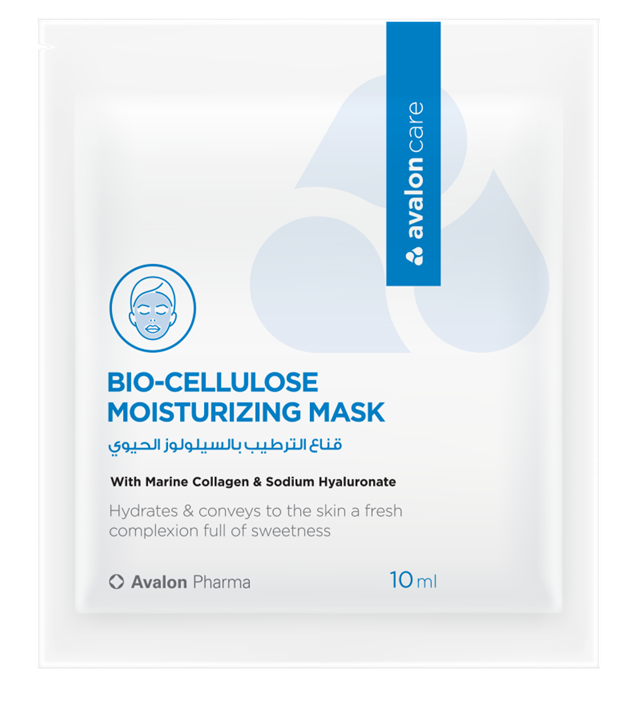 avalon care
BIO-CELLULOSE
MOISTURIZING MASK
قناع الترطيب بالسيلولوز الحيوي
With Marine Collagen & Sodium Hyaluronate
Hydrates & conveys to the skin a fresh
complexion full of sweetness
Avalon Pharma
10 ml